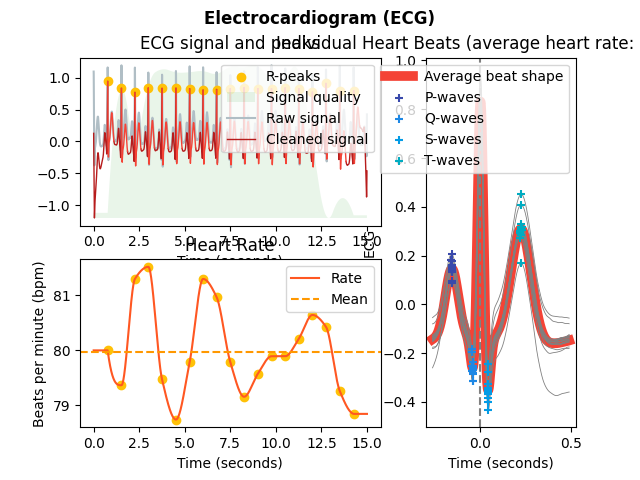 Electrocardiogram (ECG)
ECG signal and peaks
Individual Heart Beats (average heart rate:
R-peaks
Signal quality
Raw signal
Cleaned signal
1.0
0.5
0.0
−0.5
−1.0
0.0 2.5 5.0 7.5 10.0 12.5 15.0
Time (seconds)
Heart Rate
Rate
Mean
Beats per minute (bpm)
81
80
79
0.0 2.5 5.0 7.5 10.0 12.5 15.0
Time (seconds)
Average beat shape
P-waves
Q-waves
S-waves
T-waves
ECG
1.0
0.8
0.6
0.4
0.2
0.0
−0.2
−0.4
0.0 0.5
Time (seconds)